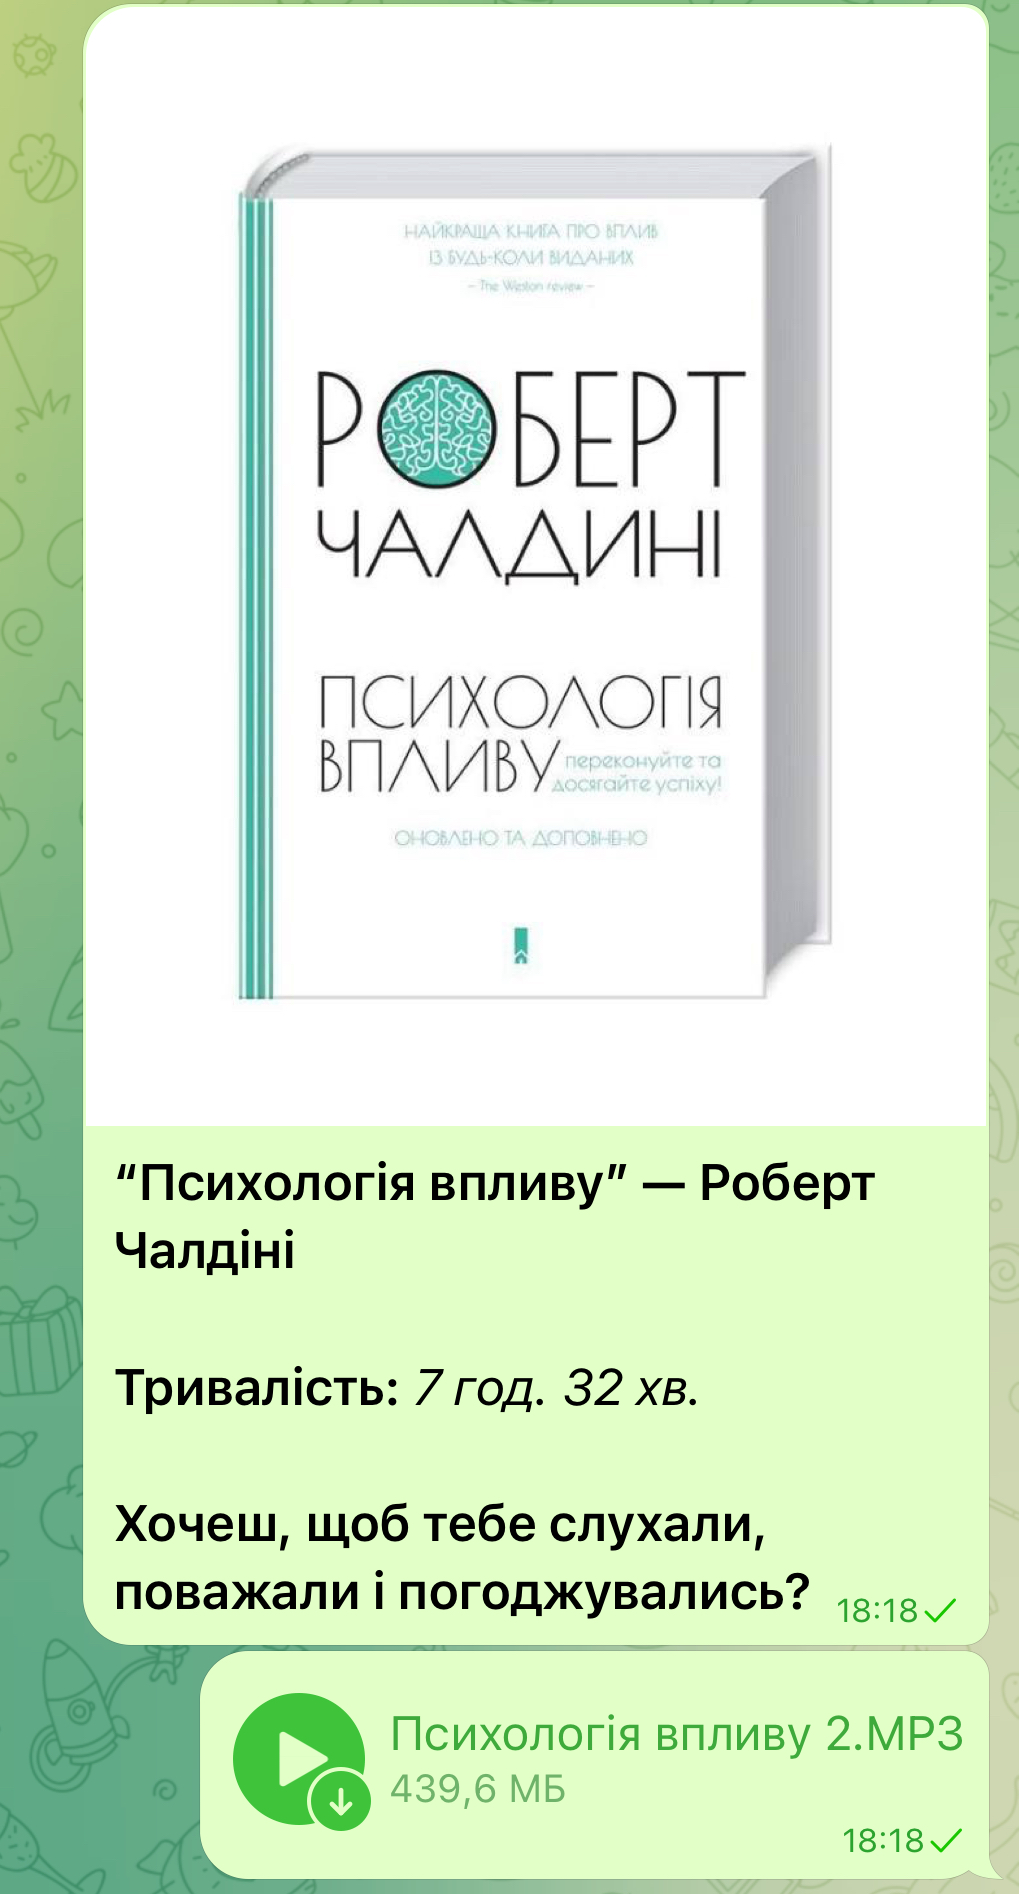 НАЙКРАЩА КНИГА ПРО ВПЛИВ
ІЗ БУДЬ-КОЛИ ВИДАНИХ
– The Weston review –
РОБЕРТ
ЧАЛДИНІ
ПСИХОЛОГІЯ
ВПЛИВУ переконуйте та
досягайте успіху!
ОНОВЛЕНО ТА ДОПОВНЕНО
“Психологія впливу” — Роберт
Чалдіні
Тривалість: 7 год. 32 хв.
Хочеш, щоб тебе слухали,
поважали і погоджувались?
18:18
Психологія впливу 2.MP3
439,6 МБ
18:18